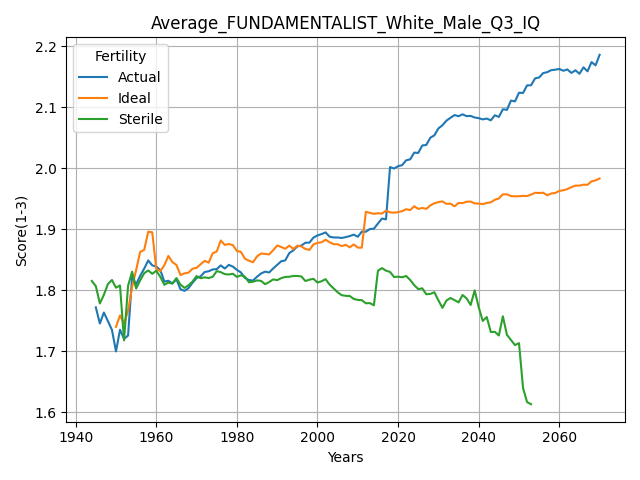 Average_FUNDAMENTALIST_White_Male_Q3_IQ
Fertility
Actual
Ideal
Sterile
Score(1-3)
2.2
2.1
2.0
1.9
1.8
1.7
1.6
1940 1960 1980 2000 2020 2040 2060
Years